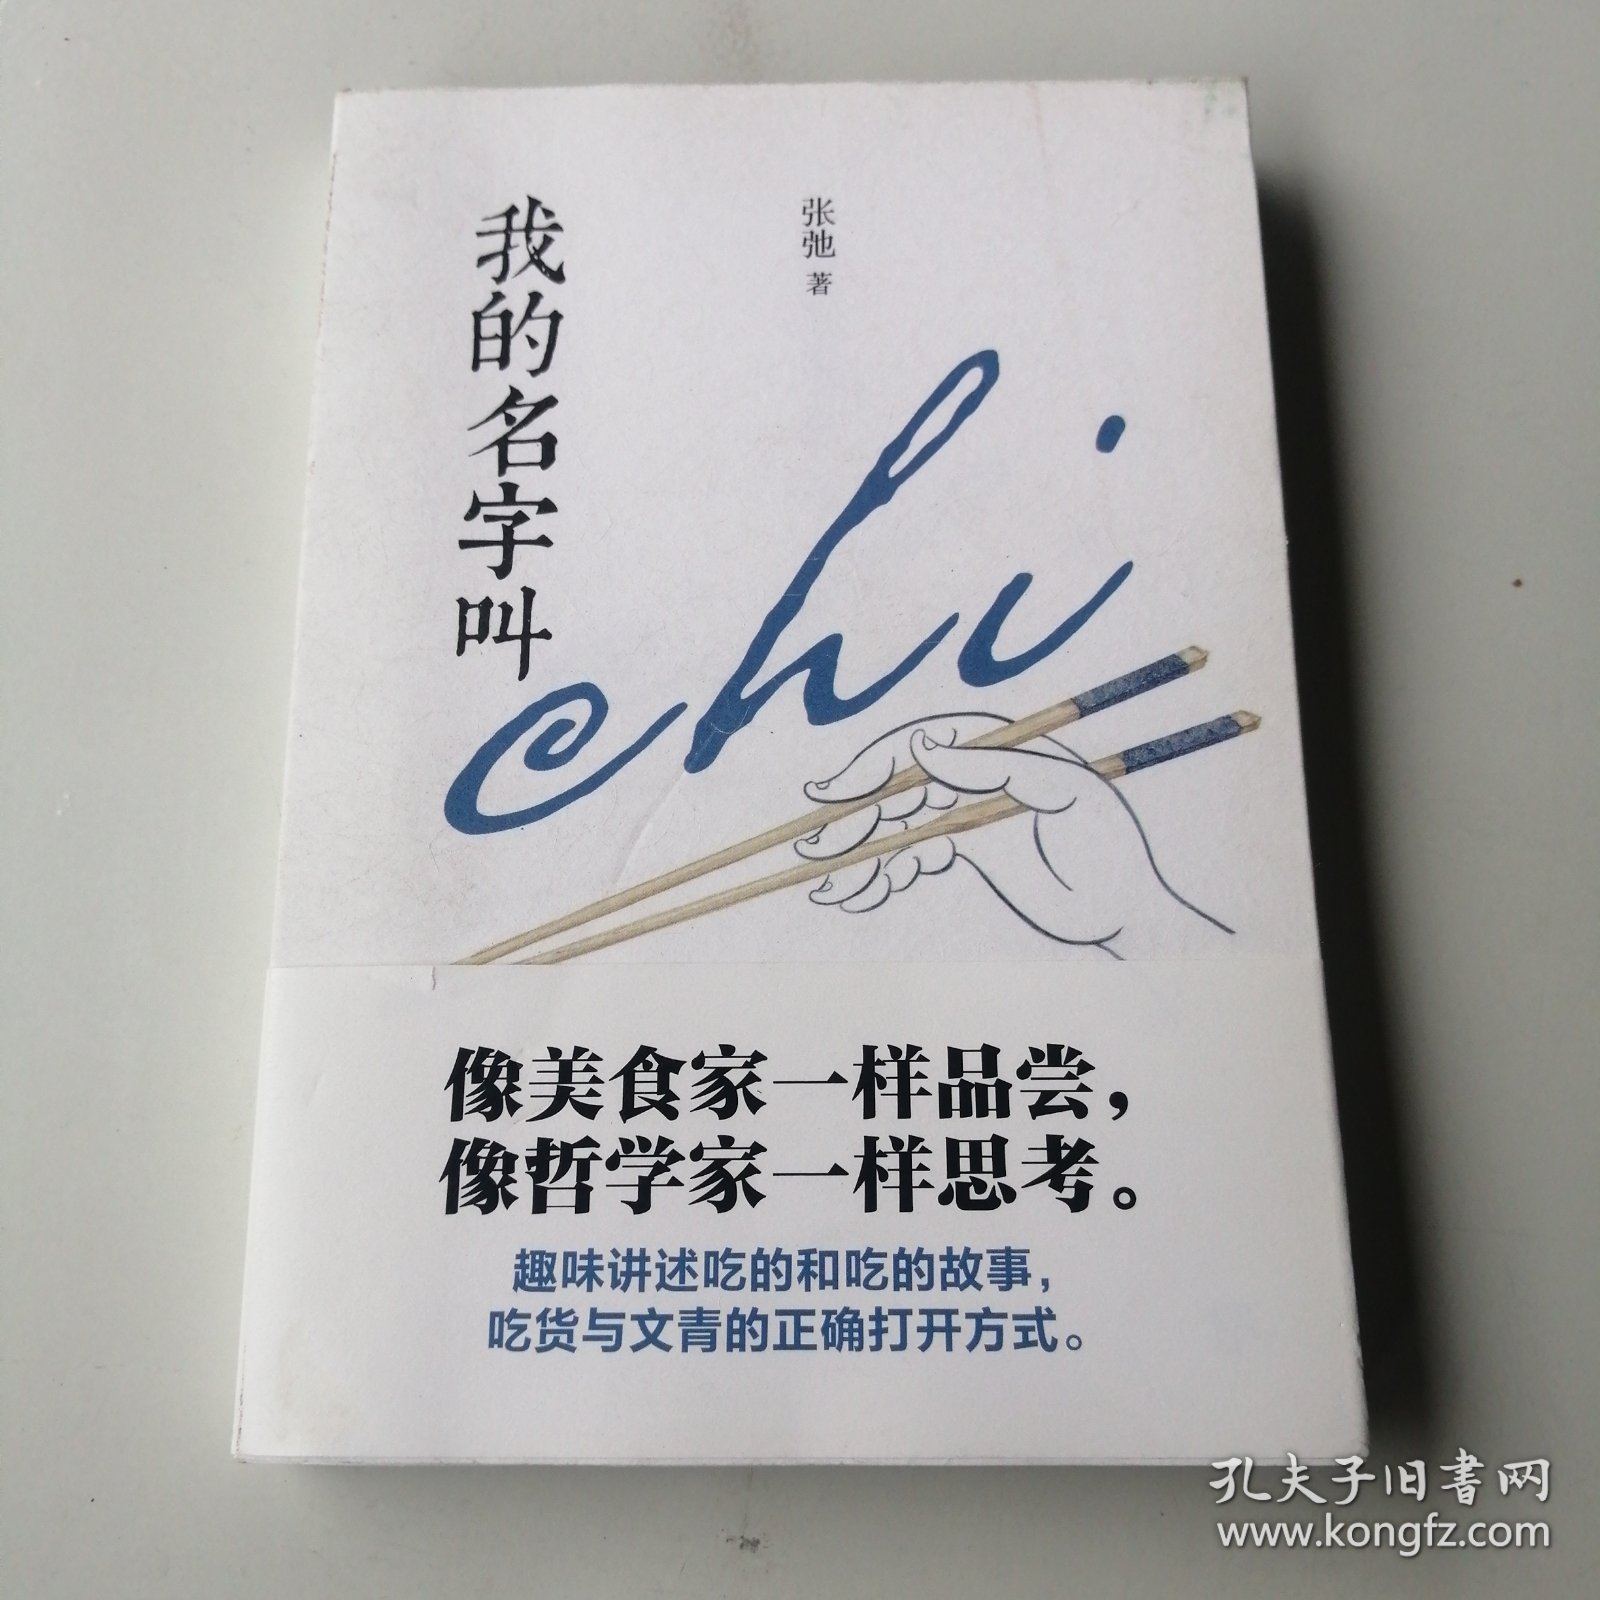 我的名字叫
chi
张弛 著
像美食家一样品尝，
像哲学家一样思考。
趣味讲述吃的和吃的故事，
吃货与文青的正确打开方式。
孔夫子旧书网
www.kongfz.com